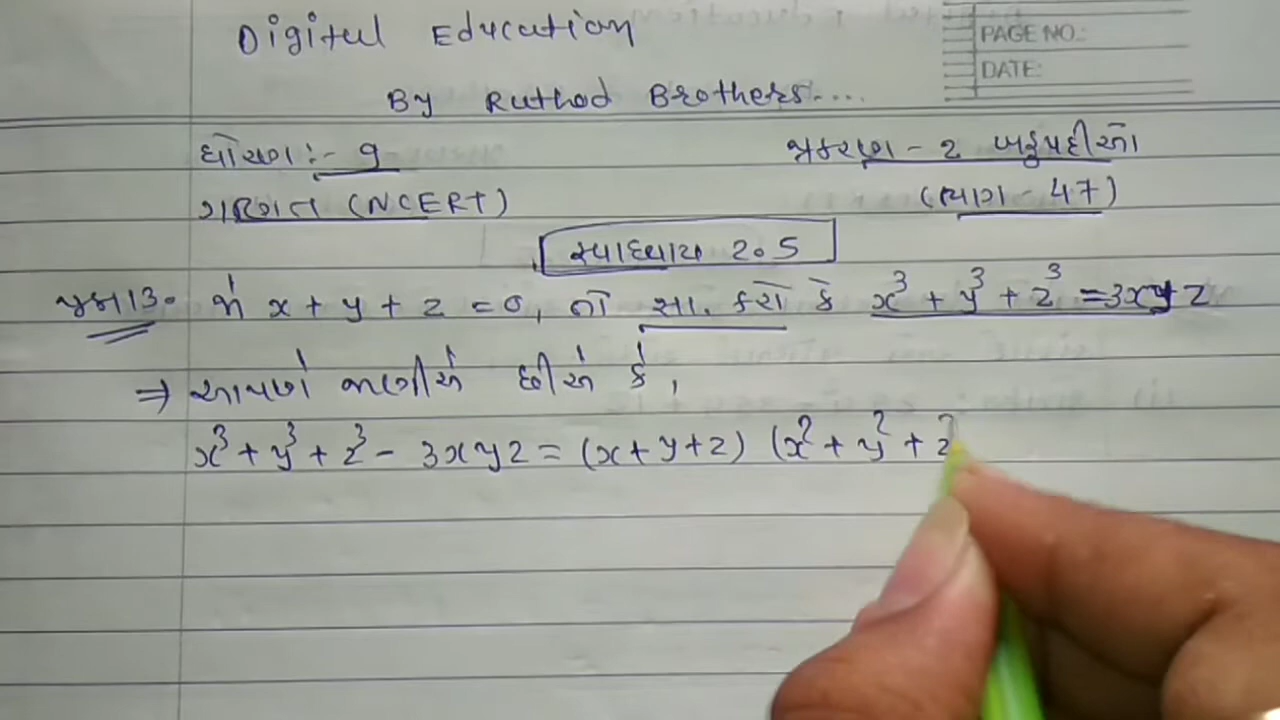 Digital Education
PAGE NO.:
DATE:
By Rathod Brothers....
ધોરણ :- 9
પ્રકરણ - 2 બહુપદીઓ
ગણિત (NCERT)
(ભાગ - 47)
સ્વાધ્યાય 2.5
પ્રશ્ન 13. જો x + y + z = 0, તો સા. કરો કે x³ + y³ + z³ = 3xyz
⇒ આપણે જાણીએ છીએ કે,
x³ + y³ + z³ - 3xyz = (x + y + z) (x² + y² + z²